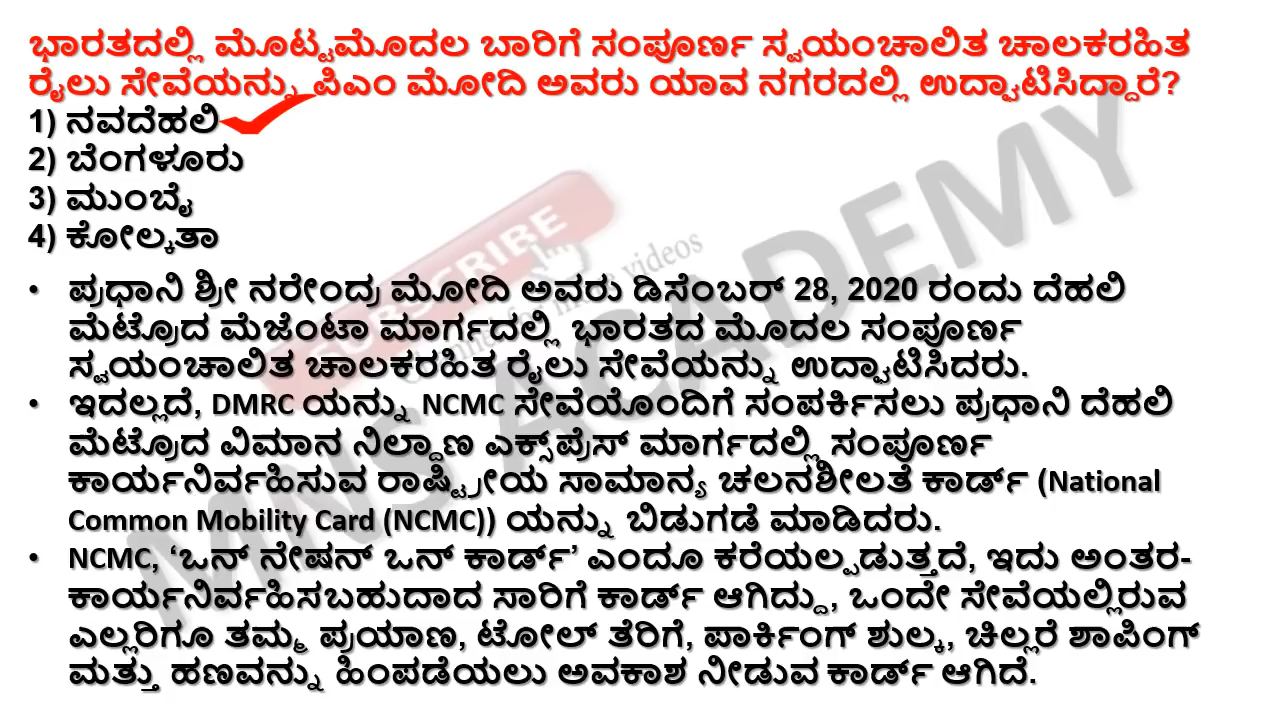 ಭಾರತದಲ್ಲಿ ಮೊಟ್ಟಮೊದಲ ಬಾರಿಗೆ ಸಂಪೂರ್ಣ ಸ್ವಯಂಚಾಲಿತ ಚಾಲಕರಹಿತ
ರೈಲು ಸೇವೆಯನ್ನು ಪಿಎಂ ಮೋದಿ ಅವರು ಯಾವ ನಗರದಲ್ಲಿ ಉದ್ಘಾಟಿಸಿದ್ದಾರೆ?
1) ನವದೆಹಲಿ
2) ಬೆಂಗಳೂರು
3) ಮುಂಬೈ
4) ಕೋಲ್ಕತಾ
• ಪ್ರಧಾನಿ ಶ್ರೀ ನರೇಂದ್ರ ಮೋದಿ ಅವರು ಡಿಸೆಂಬರ್ 28, 2020 ರಂದು ದೆಹಲಿ
ಮೆಟ್ರೊದ ಮೆಜೆಂಟಾ ಮಾರ್ಗದಲ್ಲಿ ಭಾರತದ ಮೊದಲ ಸಂಪೂರ್ಣ
ಸ್ವಯಂಚಾಲಿತ ಚಾಲಕರಹಿತ ರೈಲು ಸೇವೆಯನ್ನು ಉದ್ಘಾಟಿಸಿದರು.
• ಇದಲ್ಲದೆ, DMRC ಯನ್ನು NCMC ಸೇವೆಯೊಂದಿಗೆ ಸಂಪರ್ಕಿಸಲು ಪ್ರಧಾನಿ ದೆಹಲಿ
ಮೆಟ್ರೊದ ವಿಮಾನ ನಿಲ್ದಾಣ ಎಕ್ಸ್‌ಪ್ರೆಸ್ ಮಾರ್ಗದಲ್ಲಿ ಸಂಪೂರ್ಣ
ಕಾರ್ಯನಿರ್ವಹಿಸುವ ರಾಷ್ಟ್ರೀಯ ಸಾಮಾನ್ಯ ಚಲನಶೀಲತೆ ಕಾರ್ಡ್ (National
Common Mobility Card (NCMC)) ಯನ್ನು ಬಿಡುಗಡೆ ಮಾಡಿದರು.
• NCMC, ‘ಒನ್ ನೇಷನ್ ಒನ್ ಕಾರ್ಡ್’ ಎಂದೂ ಕರೆಯಲ್ಪಡುತ್ತದೆ, ಇದು ಅಂತರ-
ಕಾರ್ಯನಿರ್ವಹಿಸಬಹುದಾದ ಸಾರಿಗೆ ಕಾರ್ಡ್ ಆಗಿದ್ದು, ಒಂದೇ ಸೇವೆಯಲ್ಲಿರುವ
ಎಲ್ಲರಿಗೂ ತಮ್ಮ ಪ್ರಯಾಣ, ಟೋಲ್ ತೆರಿಗೆ, ಪಾರ್ಕಿಂಗ್ ಶುಲ್ಕ, ಚಿಲ್ಲರೆ ಶಾಪಿಂಗ್
ಮತ್ತು ಹಣವನ್ನು ಹಿಂಪಡೆಯಲು ಅವಕಾಶ ನೀಡುವ ಕಾರ್ಡ್ ಆಗಿದೆ.
SUBSCRIBE
videos
MNS ACADEMY